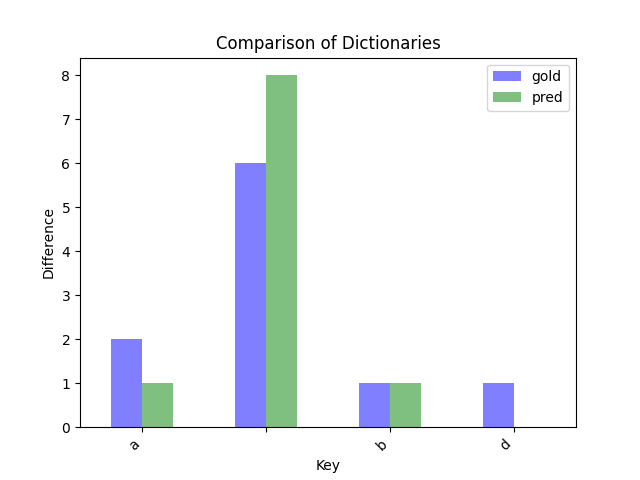 Comparison of Dictionaries
gold
pred
8
7
6
5
4
3
2
1
0
Difference
a
b
d
Key